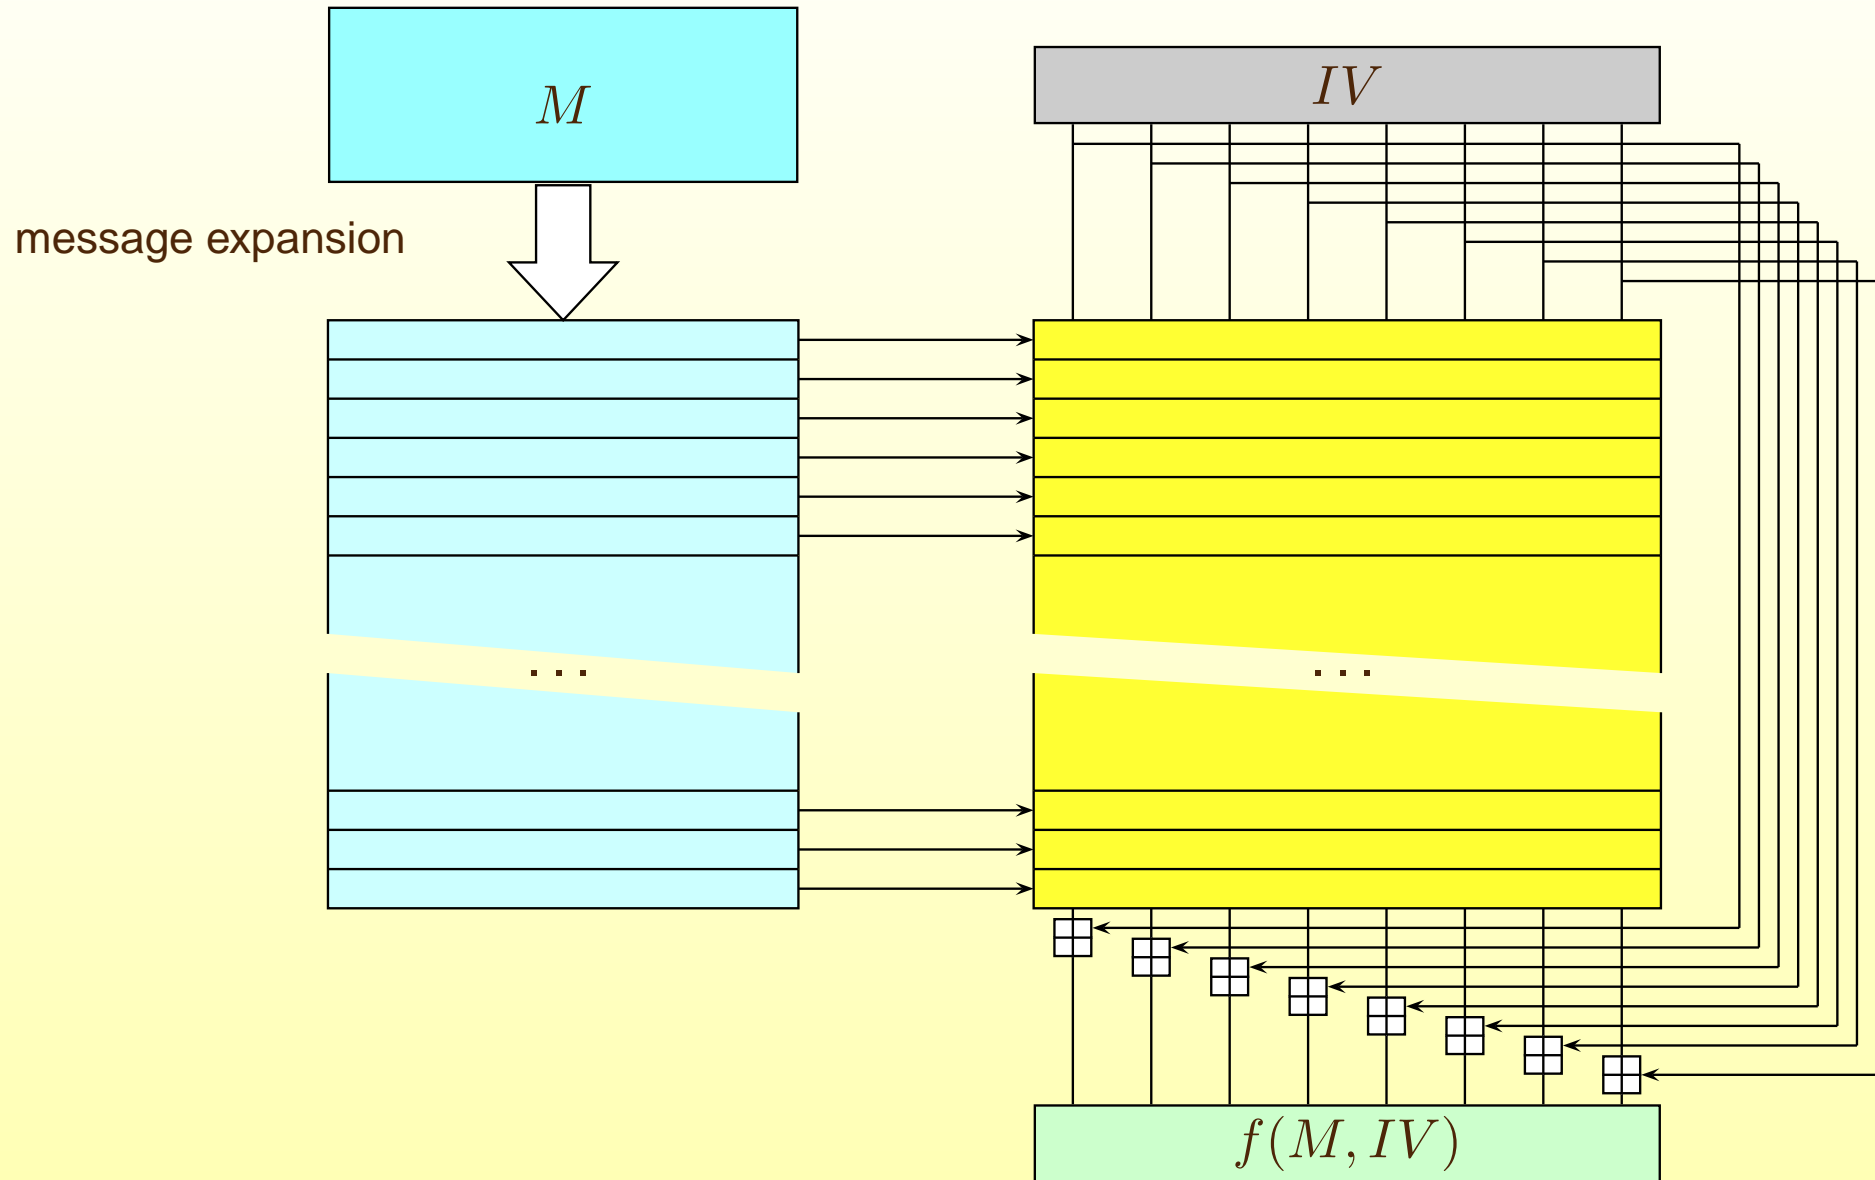 M
IV
message expansion
. . .
. . .
f(M, IV)